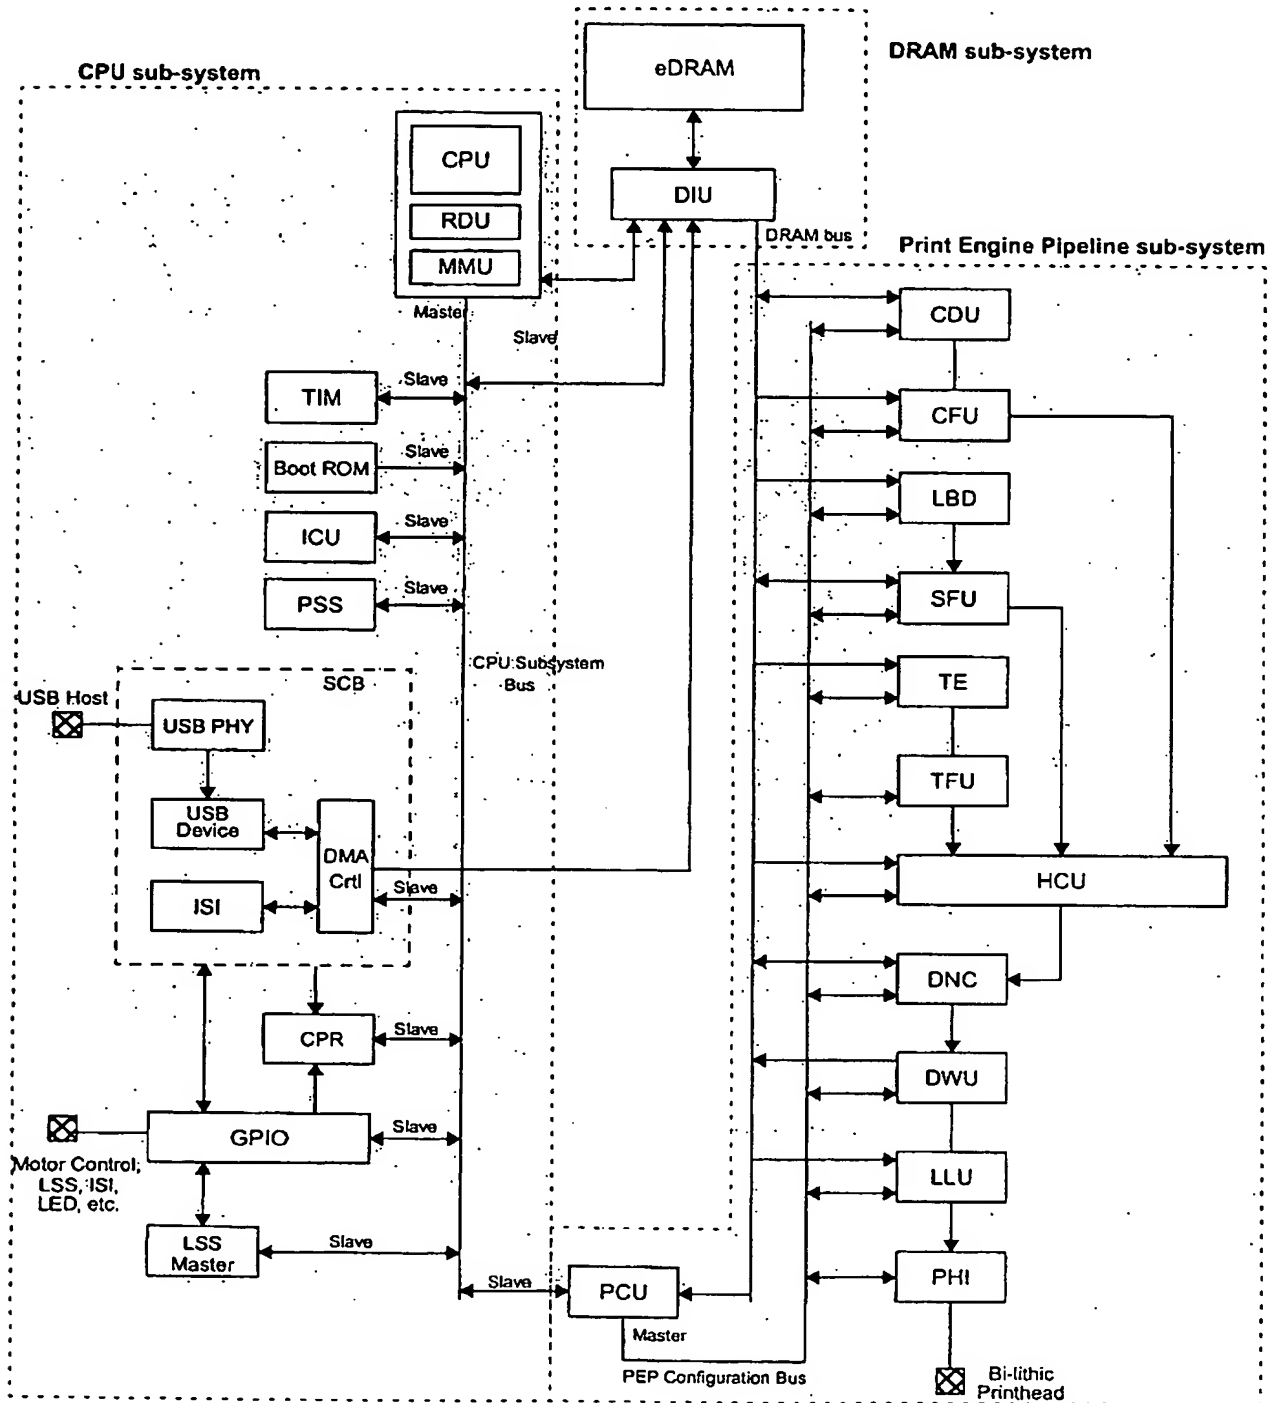 CPU sub-system
eDRAM
DRAM sub-system
CPU
RDU
MMU
DIU
DRAM bus
Print Engine Pipeline sub-system
Master
Slave
CDU
TIM
Slave
CFU
Boot ROM
Slave
LBD
ICU
Slave
PSS
Slave
SFU
CPU Subsystem
Bus
SCB
USB Host
USB PHY
TE
USB
Device
DMA
Crtl
TFU
ISI
Slave
HCU
DNC
CPR
Slave
DWU
GPIO
Slave
Motor Control,
LSS, ISI,
LED, etc.
LLU
LSS
Master
Slave
Slave
PCU
PHI
Master
PEP Configuration Bus
Bi-lithic
Printhead